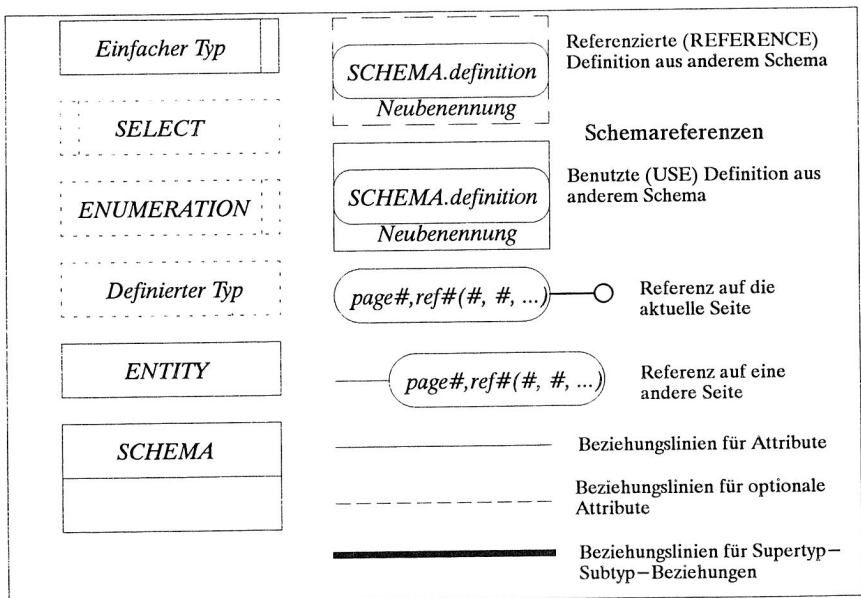 Einfacher Typ
SELECT
ENUMERATION
Definierter Typ
ENTITY
SCHEMA
SCHEMA.definition
Neubenennung
Referenzierte (REFERENCE)
Definition aus anderem Schema
Schemareferenzen
SCHEMA.definition
Neubenennung
Benutzte (USE) Definition aus
anderem Schema
page#,ref#(#, #, ...)
Referenz auf die
aktuelle Seite
page#,ref#(#, #, ...)
Referenz auf eine
andere Seite
Beziehungslinien für Attribute
Beziehungslinien für optionale
Attribute
Beziehungslinien für Supertyp–
Subtyp–Beziehungen